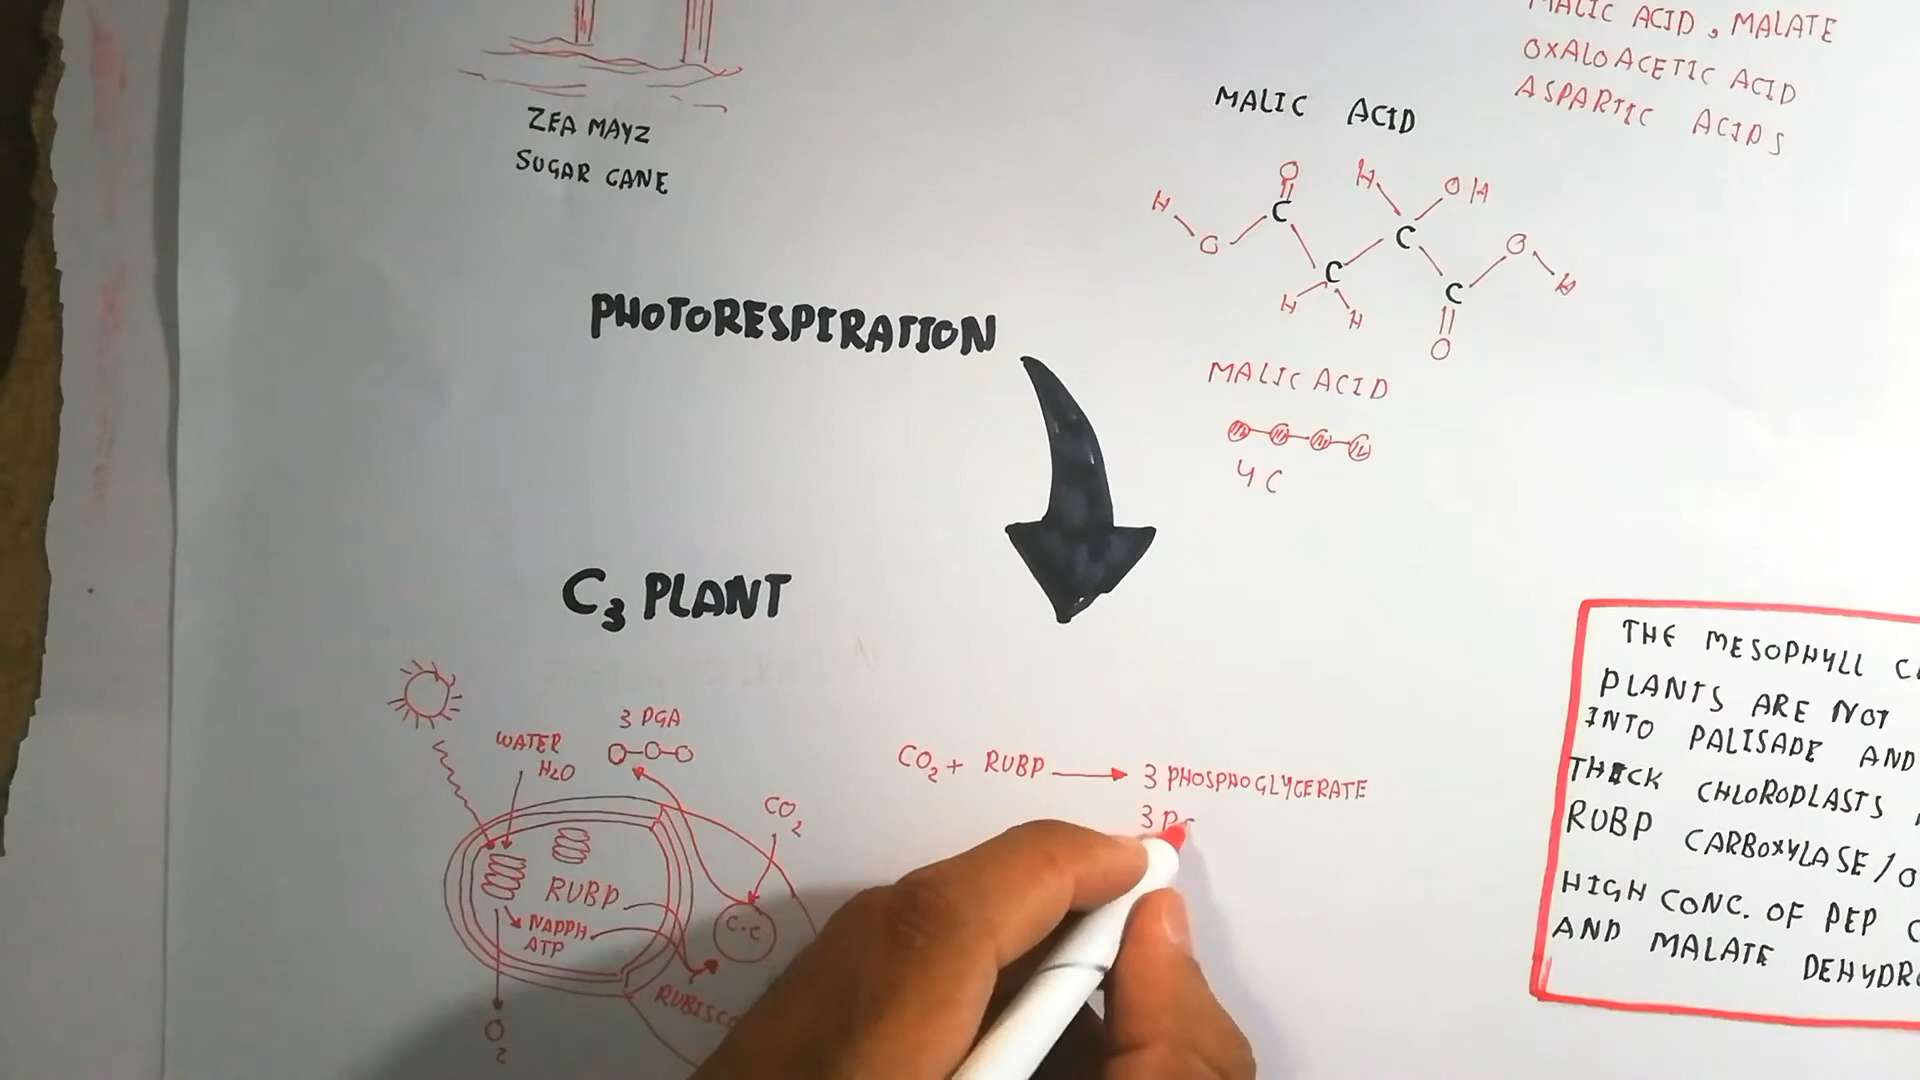 ZEA MAYZ
SUGAR CANE
MALIC ACID, MALATE
OXALOACETIC ACID
ASPARTIC ACIDS
MALIC ACID
O
H
OH
H
C
O
C
O
C
C
H
H
H
O
MALIC ACID
4 C
PHOTORESPIRATION
C3 PLANT
3 PGA
WATER
H2O
CO2
RUBP
NADPH
ATP
C-C
RUBISCO
O2
CO2 + RUBP → 3 PHOSPHOGLYCERATE
3 P
THE MESOPHYLL
PLANTS ARE NOT
INTO PALISADE AND
THICK CHLOROPLASTS
RUBP CARBOXYLASE/O
HIGH CONC. OF PEP C
AND MALATE DEHYDR